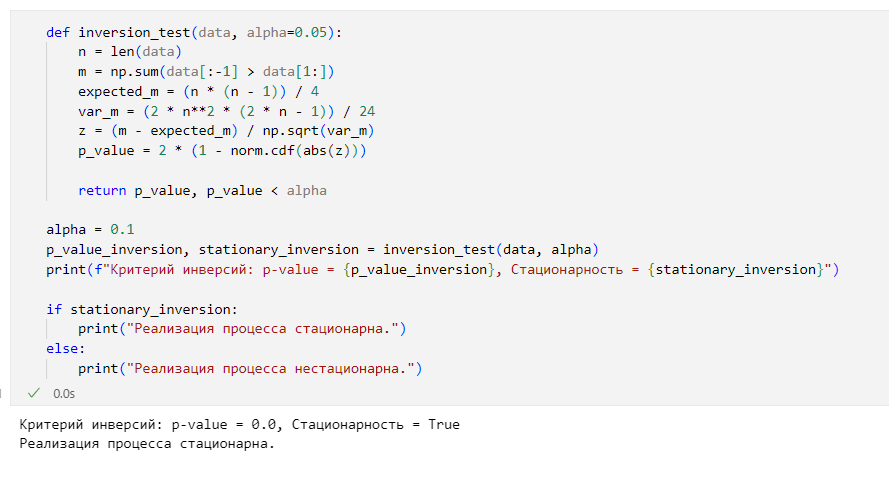 def inversion_test(data, alpha=0.05):
    n = len(data)
    m = np.sum(data[:-1] > data[1:])
    expected_m = (n * (n - 1)) / 4
    var_m = (2 * n**2 * (2 * n - 1)) / 24
    z = (m - expected_m) / np.sqrt(var_m)
    p_value = 2 * (1 - norm.cdf(abs(z)))
    return p_value, p_value < alpha
alpha = 0.1
p_value_inversion, stationary_inversion = inversion_test(data, alpha)
print(f"Критерий инверсий: p-value = {p_value_inversion}, Стационарность = {stationary_inversion}")
if stationary_inversion:
    print("Реализация процесса стационарна.")
else:
    print("Реализация процесса нестационарна.")
0.0s
Критерий инверсий: p-value = 0.0, Стационарность = True
Реализация процесса стационарна.